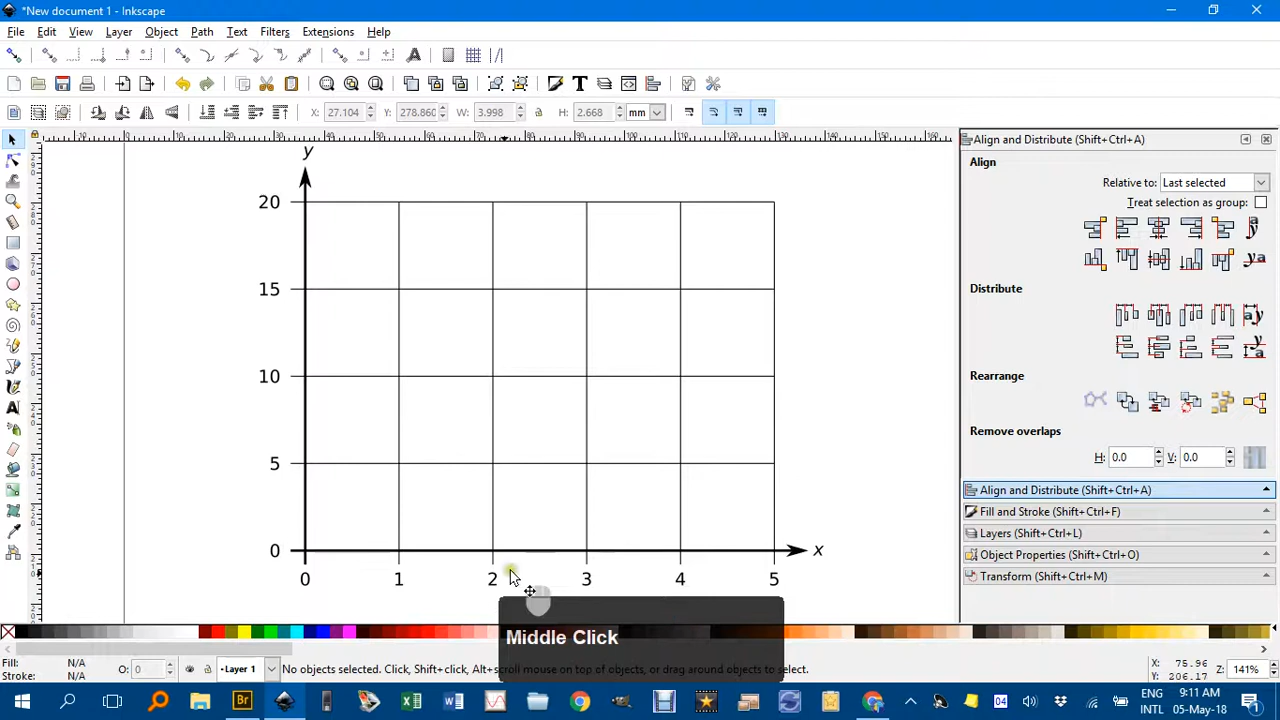 *New document 1 - Inkscape
File Edit View Layer Object Path Text Filters Extensions Help
X: 27.104 Y: 278.860 W: 3.998 H: 2.668 mm
Align and Distribute (Shift+Ctrl+A)
Align
Relative to: Last selected
Treat selection as group:
Distribute
Rearrange
Remove overlaps
H: 0.0 V: 0.0
Align and Distribute (Shift+Ctrl+A)
Fill and Stroke (Shift+Ctrl+F)
Layers (Shift+Ctrl+L)
Object Properties (Shift+Ctrl+O)
Transform (Shift+Ctrl+M)
y
20
15
10
5
0 x
0 1 2 3 4 5
Middle Click
Fill: N/A
Stroke: N/A
O: 0
Layer 1
No objects selected. Click, Shift+click, Alt+scroll mouse on top of objects, or drag around objects to select.
X: 75.96
Y: 206.17
Z: 141%
Br
04
ENG
INTL
9:11 AM
05-May-18